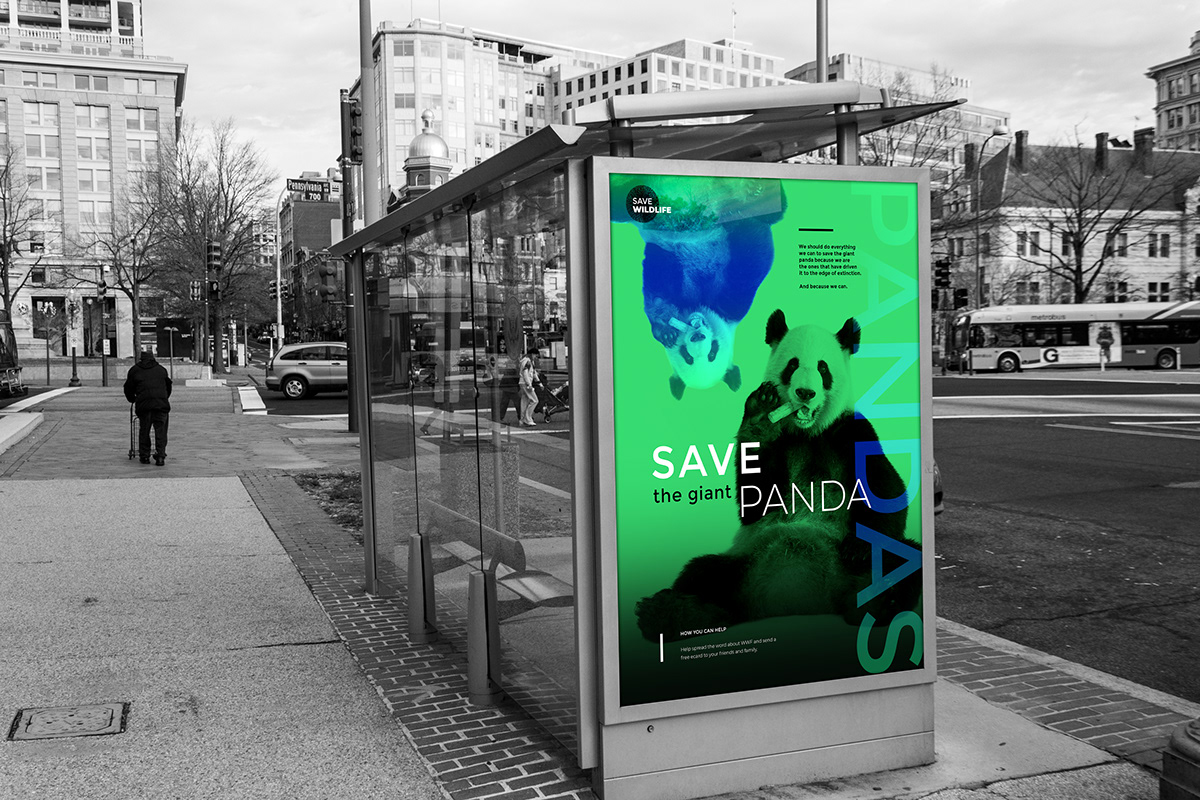 Pennsylvania
700
SAVE
WILDLIFE
We should do everything
we can to save the giant
panda because we are
the ones that have driven
it to the edge of extinction.
And because we can.
PANDAS
SAVE
the giant PANDA
HOW YOU CAN HELP
Help spread the word about WWF and send a
free ecard to your friends and family.
metrobus
G